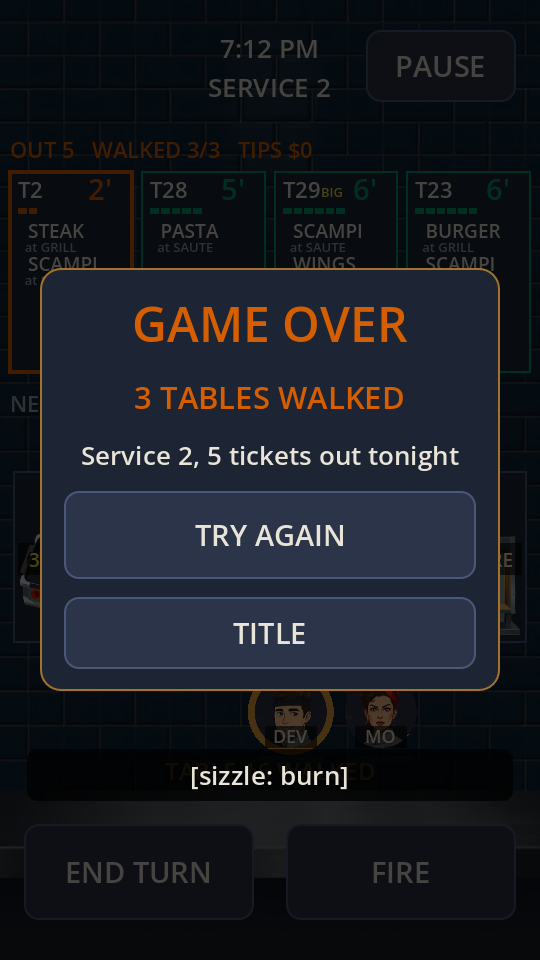 7:12 PM
SERVICE 2
PAUSE
OUT 5 WALKED 3/3 TIPS $0
T2 2'
STEAK
at GRILL
SCAMPI
at
T28 5'
PASTA
at SAUTE
T29 BIG 6'
SCAMPI
at SAUTE
WINGS
T23 6'
BURGER
at GRILL
SCAMPI
GAME OVER
3 TABLES WALKED
Service 2, 5 tickets out tonight
TRY AGAIN
TITLE
DEV
MO
[sizzle: burn]
END TURN
FIRE